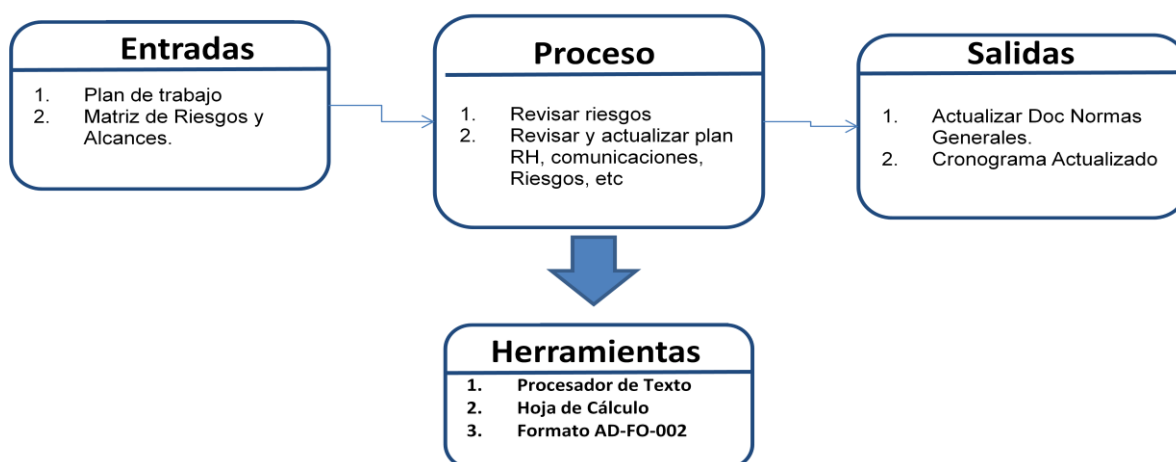 Entradas
1. Plan de trabajo
2. Matriz de Riesgos y
Alcances.
Proceso
1. Revisar riesgos
2. Revisar y actualizar plan
RH, comunicaciones,
Riesgos, etc
Salidas
1. Actualizar Doc Normas
Generales.
2. Cronograma Actualizado
Herramientas
1. Procesador de Texto
2. Hoja de Cálculo
3. Formato AD-FO-002